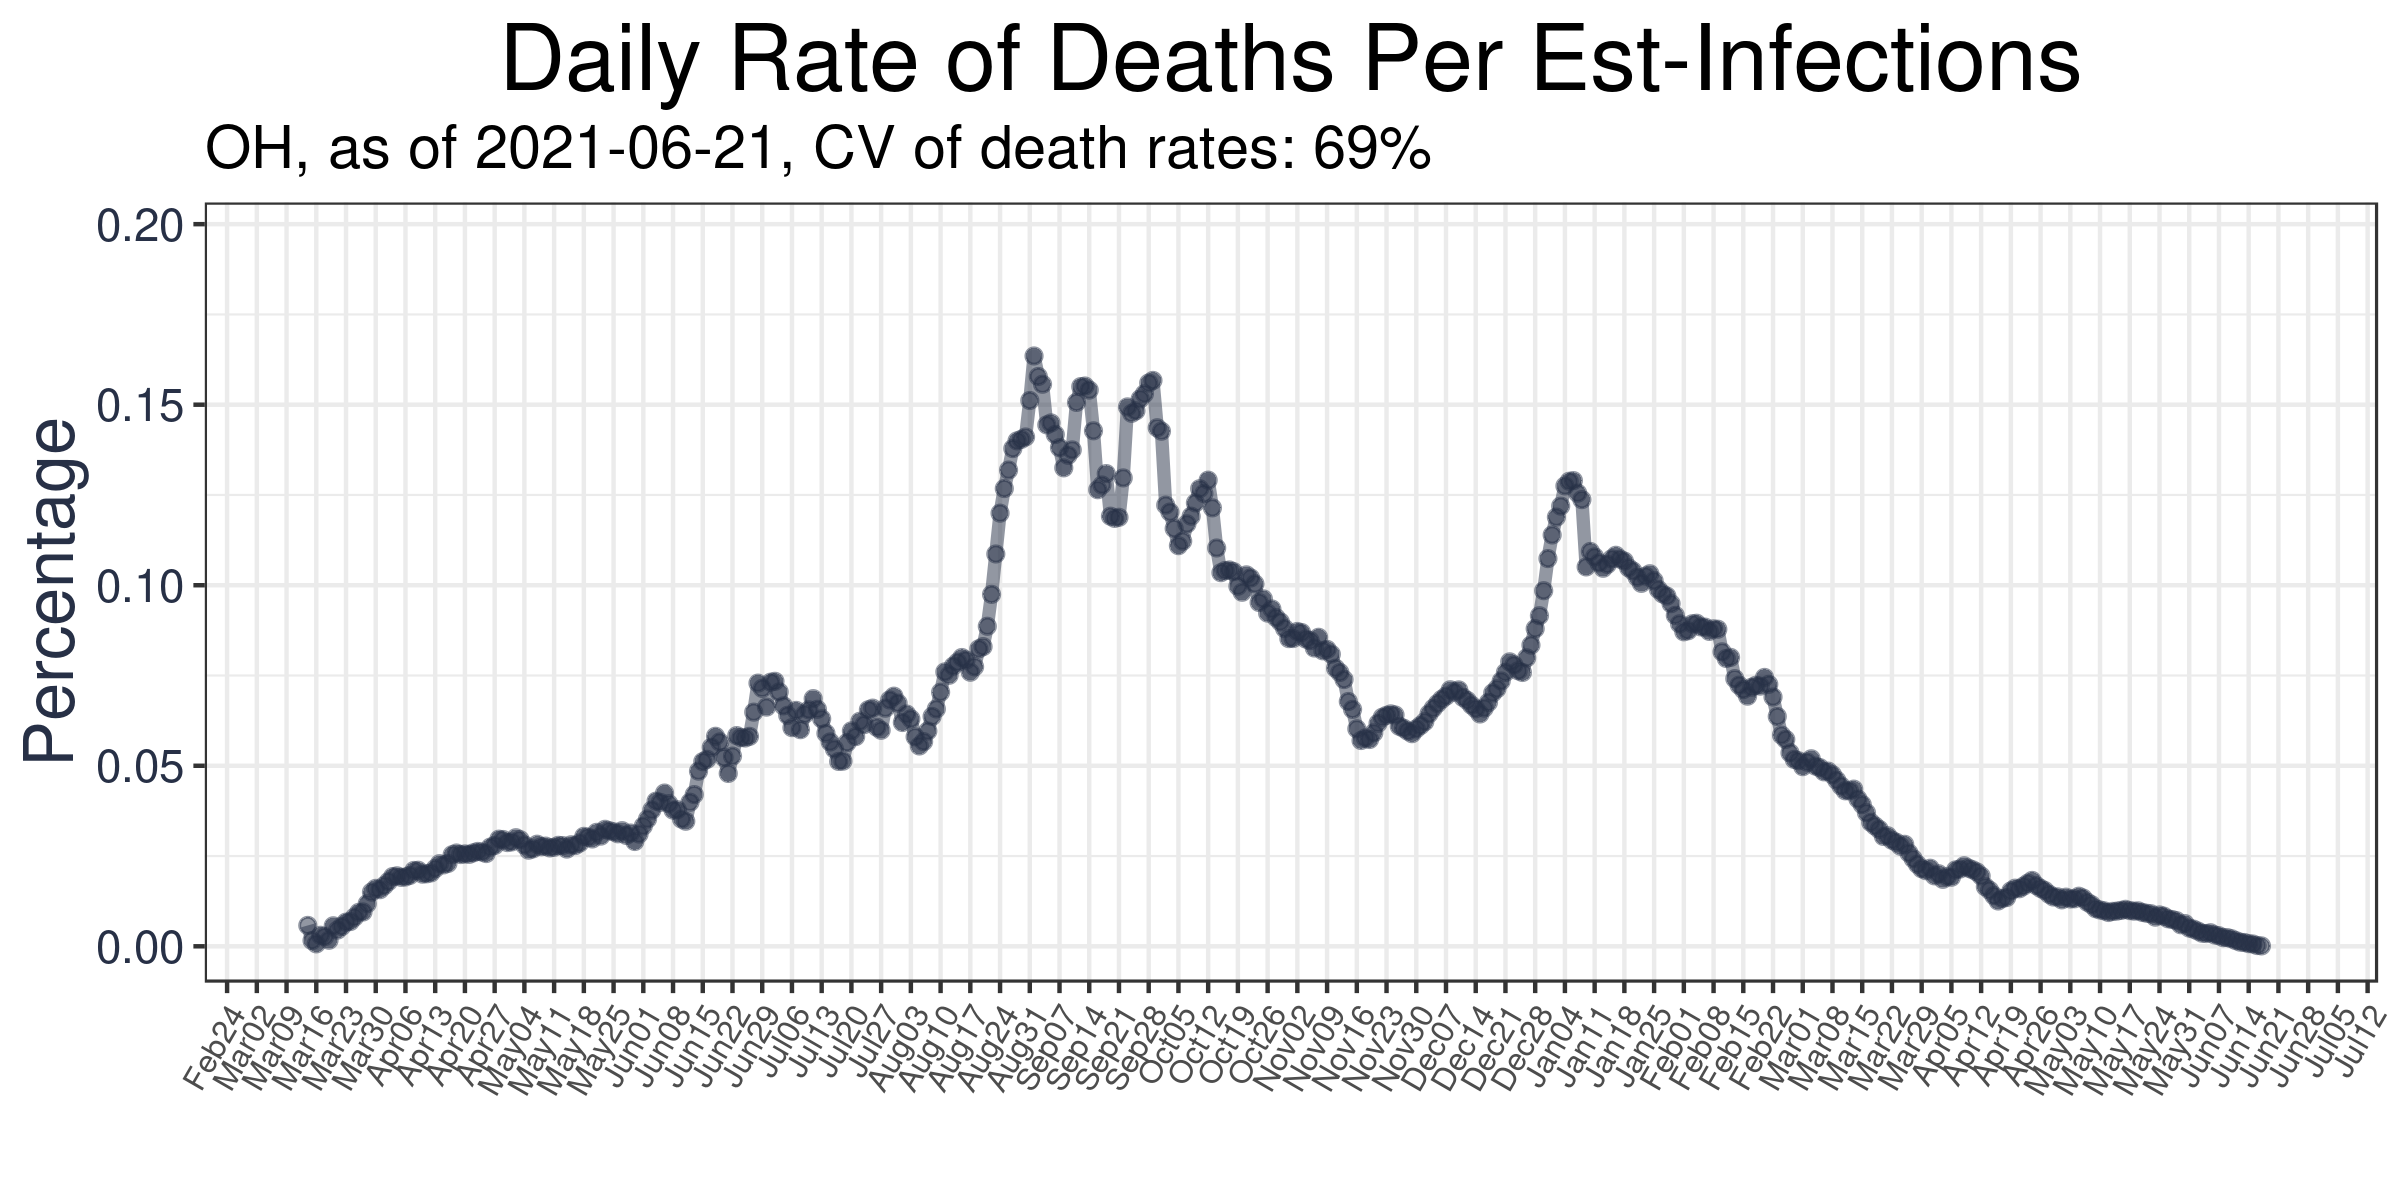 Daily Rate of Deaths Per Est-Infections
OH, as of 2021-06-21, CV of death rates: 69%
Percentage
0.20
0.15
0.10
0.05
0.00
Feb24
Mar02
Mar09
Mar16
Mar23
Mar30
Apr06
Apr13
Apr20
Apr27
May04
May11
May18
May25
Jun01
Jun08
Jun15
Jun22
Jun29
Jul06
Jul13
Jul20
Jul27
Aug03
Aug10
Aug17
Aug24
Aug31
Sep07
Sep14
Sep21
Sep28
Oct05
Oct12
Oct19
Oct26
Nov02
Nov09
Nov16
Nov23
Nov30
Dec07
Dec14
Dec21
Dec28
Dec04
Jan11
Jan18
Jan25
Feb01
Feb08
Feb15
Feb22
Mar01
Mar08
Mar15
Mar22
Mar29
Apr05
Apr12
Apr19
Apr26
May03
May10
May17
May24
May31
May07
Jun14
Jun21
Jun28
Jul05
Jul12